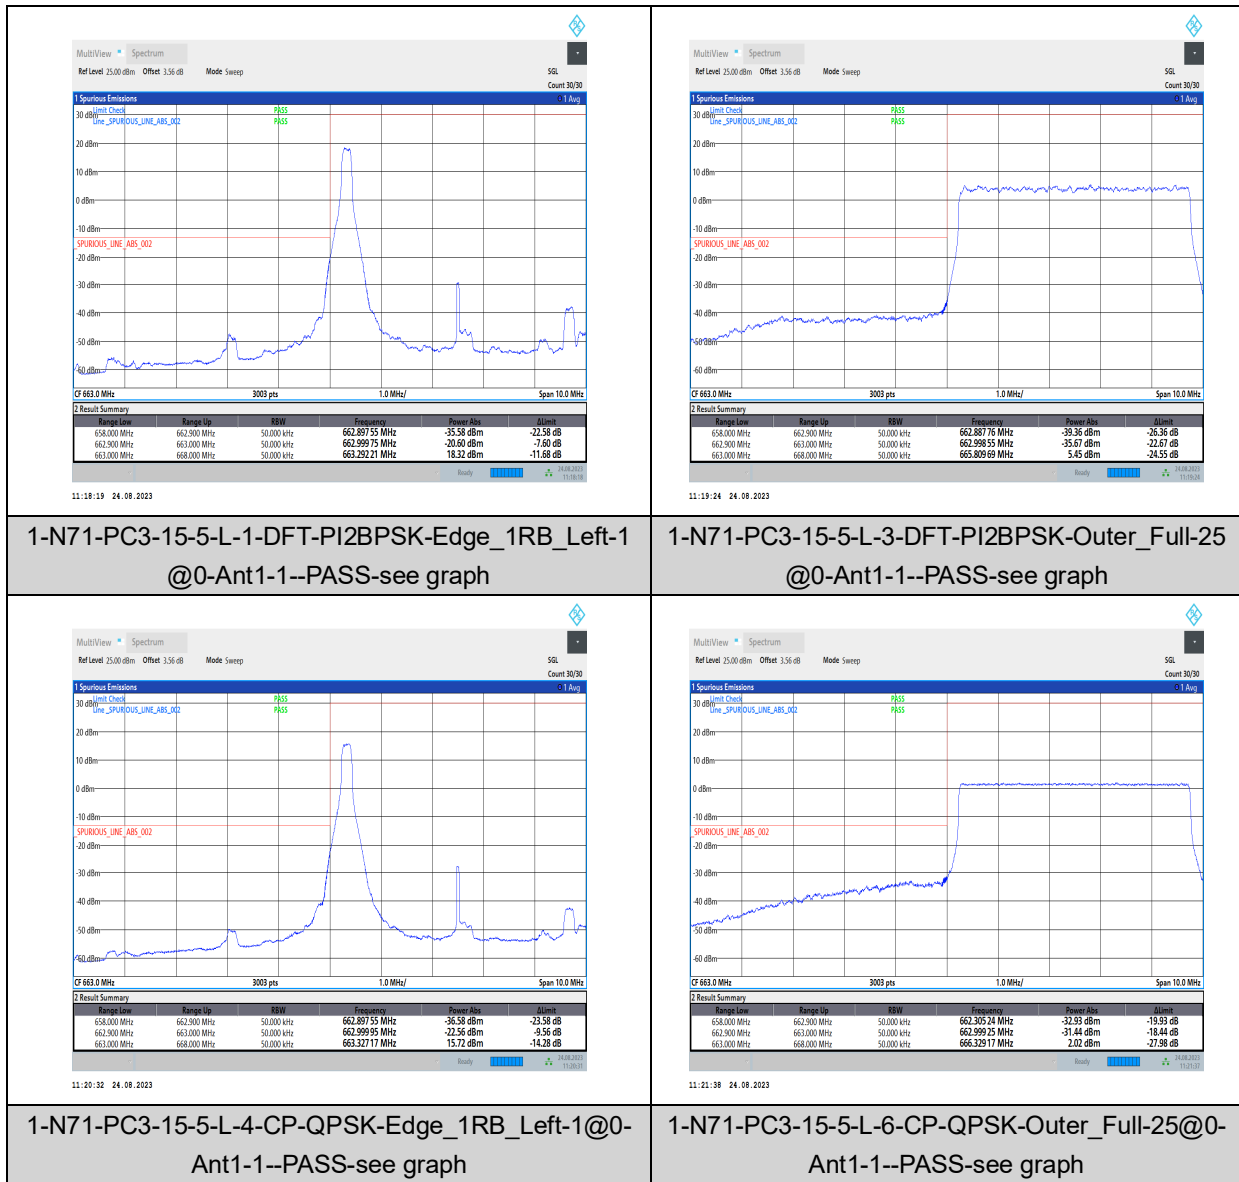 MultiView Spectrum
Ref Level 25.00 dBm Offset 3.56 dB Mode Sweep SGL
Count 30/30
1 Spurious Emissions 1 Avg
Limit Check PASS
Line _SPURIOUS_LINE_ABS_002 PASS
30 dBm
20 dBm
10 dBm
0 dBm
-10 dBm
_SPURIOUS_LINE_ABS_002
-20 dBm
-30 dBm
-40 dBm
-50 dBm
-60 dBm
CF 663.0 MHz 3003 pts 1.0 MHz/ Span 10.0 MHz
2 Result Summary
Range Low Range Up RBW Frequency Power Abs ΔLimit
658.000 MHz 662.900 MHz 50.000 kHz 662.897 55 MHz -35.58 dBm -22.58 dB
662.900 MHz 663.000 MHz 50.000 kHz 662.999 75 MHz -20.60 dBm -7.60 dB
663.000 MHz 668.000 MHz 50.000 kHz 663.292 21 MHz 18.32 dBm -11.68 dB
Ready 24.08.2023
11:18:18
11:18:19 24.08.2023
1-N71-PC3-15-5-L-1-DFT-PI2BPSK-Edge_1RB_Left-1
@0-Ant1-1--PASS-see graph
MultiView Spectrum
Ref Level 25.00 dBm Offset 3.56 dB Mode Sweep SGL
Count 30/30
1 Spurious Emissions 1 Avg
Limit Check PASS
Line _SPURIOUS_LINE_ABS_002 PASS
30 dBm
20 dBm
10 dBm
0 dBm
-10 dBm
_SPURIOUS_LINE_ABS_002
-20 dBm
-30 dBm
-40 dBm
-50 dBm
-60 dBm
CF 663.0 MHz 3003 pts 1.0 MHz/ Span 10.0 MHz
2 Result Summary
Range Low Range Up RBW Frequency Power Abs ΔLimit
658.000 MHz 662.900 MHz 50.000 kHz 662.887 76 MHz -39.36 dBm -26.36 dB
662.900 MHz 663.000 MHz 50.000 kHz 662.998 55 MHz -35.67 dBm -22.67 dB
663.000 MHz 668.000 MHz 50.000 kHz 665.809 69 MHz 5.45 dBm -24.55 dB
Ready 24.08.2023
11:19:24
11:19:24 24.08.2023
1-N71-PC3-15-5-L-3-DFT-PI2BPSK-Outer_Full-25
@0-Ant1-1--PASS-see graph
MultiView Spectrum
Ref Level 25.00 dBm Offset 3.56 dB Mode Sweep SGL
Count 30/30
1 Spurious Emissions 1 Avg
Limit Check PASS
Line _SPURIOUS_LINE_ABS_002 PASS
30 dBm
20 dBm
10 dBm
0 dBm
-10 dBm
_SPURIOUS_LINE_ABS_002
-20 dBm
-30 dBm
-40 dBm
-50 dBm
-60 dBm
CF 663.0 MHz 3003 pts 1.0 MHz/ Span 10.0 MHz
2 Result Summary
Range Low Range Up RBW Frequency Power Abs ΔLimit
658.000 MHz 662.900 MHz 50.000 kHz 662.897 55 MHz -36.58 dBm -23.58 dB
662.900 MHz 663.000 MHz 50.000 kHz 662.999 95 MHz -22.56 dBm -9.56 dB
663.000 MHz 668.000 MHz 50.000 kHz 663.327 17 MHz 15.72 dBm -14.28 dB
Ready 24.08.2023
11:20:31
11:20:32 24.08.2023
1-N71-PC3-15-5-L-4-CP-QPSK-Edge_1RB_Left-1@0-
Ant1-1--PASS-see graph
MultiView Spectrum
Ref Level 25.00 dBm Offset 3.56 dB Mode Sweep SGL
Count 30/30
1 Spurious Emissions 1 Avg
Limit Check PASS
Line _SPURIOUS_LINE_ABS_002 PASS
30 dBm
20 dBm
10 dBm
0 dBm
-10 dBm
_SPURIOUS_LINE_ABS_002
-20 dBm
-30 dBm
-40 dBm
-50 dBm
-60 dBm
CF 663.0 MHz 3003 pts 1.0 MHz/ Span 10.0 MHz
2 Result Summary
Range Low Range Up RBW Frequency Power Abs ΔLimit
658.000 MHz 662.900 MHz 50.000 kHz 662.305 24 MHz -32.93 dBm -19.93 dB
662.900 MHz 663.000 MHz 50.000 kHz 662.999 25 MHz -31.44 dBm -18.44 dB
663.000 MHz 668.000 MHz 50.000 kHz 666.329 17 MHz 2.02 dBm -27.98 dB
Ready 24.08.2023
11:21:37
11:21:38 24.08.2023
1-N71-PC3-15-5-L-6-CP-QPSK-Outer_Full-25@0-
Ant1-1--PASS-see graph